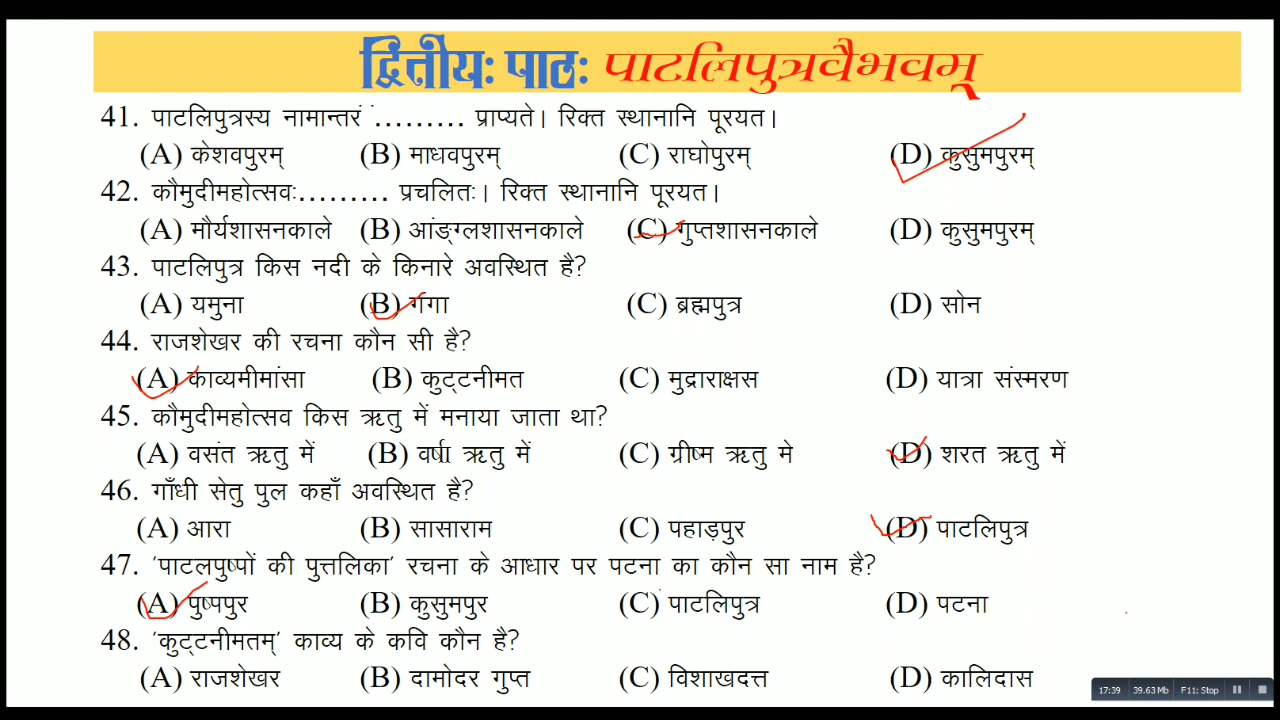 द्वितीयः पाठः पाटलिपुत्रवैभवम्
41. पाटलिपुत्रस्य नामान्तरं ......... प्राप्यते। रिक्त स्थानानि पूरयत।
(A) केशवपुरम् (B) माधवपुरम् (C) राघोपुरम् (D) कुसुमपुरम्
42. कौमुदीमहोत्सवः......... प्रचलितः। रिक्त स्थानानि पूरयत।
(A) मौर्यशासनकाले (B) आंङ्ग्लशासनकाले (C) गुप्तशासनकाले (D) कुसुमपुरम्
43. पाटलिपुत्र किस नदी के किनारे अवस्थित है?
(A) यमुना (B) गंगा (C) ब्रह्मपुत्र (D) सोन
44. राजशेखर की रचना कौन सी है?
(A) काव्यमीमांसा (B) कुट्टनीमत (C) मुद्राराक्षस (D) यात्रा संस्मरण
45. कौमुदीमहोत्सव किस ऋतु में मनाया जाता था?
(A) वसंत ऋतु में (B) वर्षा ऋतु में (C) ग्रीष्म ऋतु मे (D) शरत ऋतु में
46. गाँधी सेतु पुल कहाँ अवस्थित है?
(A) आरा (B) सासाराम (C) पहाड़पुर (D) पाटलिपुत्र
47. 'पाटलपुष्पों की पुत्तलिका' रचना के आधार पर पटना का कौन सा नाम है?
(A) पुष्पपुर (B) कुसुमपुर (C) पाटलिपुत्र (D) पटना
48. 'कुट्टनीमतम्' काव्य के कवि कौन है?
(A) राजशेखर (B) दामोदर गुप्त (C) विशाखदत्त (D) कालिदास
17:39 39.63 Mb F11: Stop